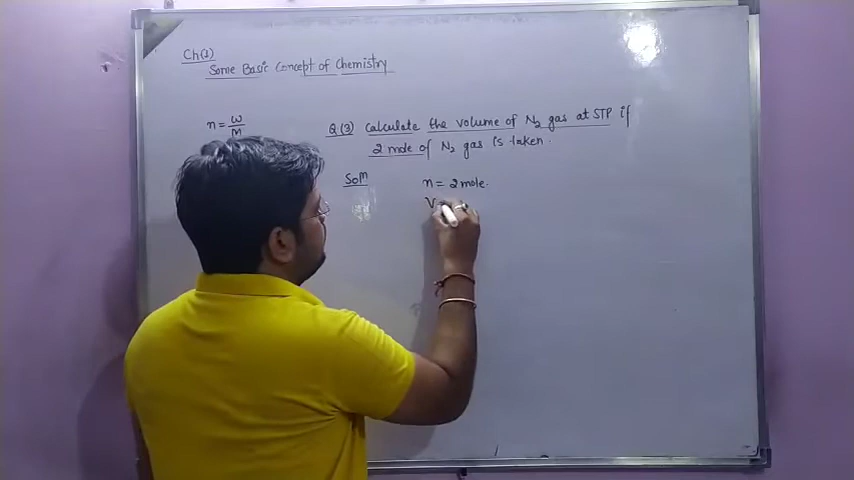 Ch(1)
Some Basic Concept of Chemistry
n = w/M
Q(3) Calculate the volume of N₂ gas at STP if
2 mole of N₂ gas is taken.
Solⁿ
n = 2 mole.
V =